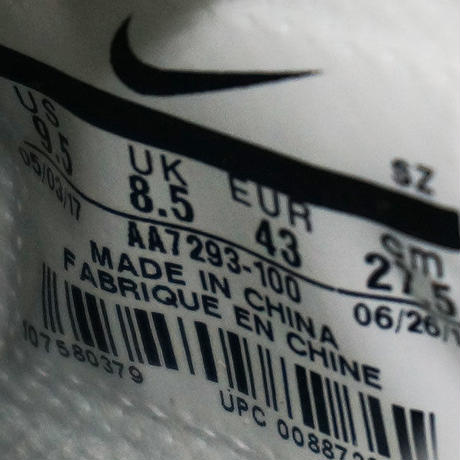 SZ
US UK EUR cm
9.5 8.5 43 27.5
05/03/17 AA7293-100 06/26/
MADE IN CHINA
FABRIQUE EN CHINE
107580379
UPC 00887